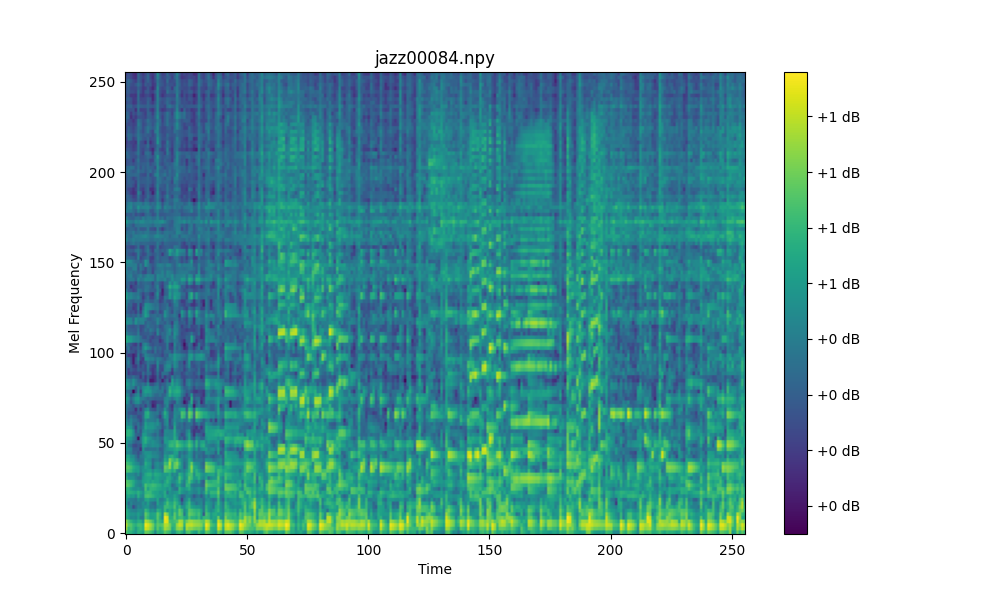 jazz00084.npy
Mel Frequency
250
200
150
100
50
0
0 50 100 150 200 250
Time
+1 dB
+1 dB
+1 dB
+1 dB
+0 dB
+0 dB
+0 dB
+0 dB